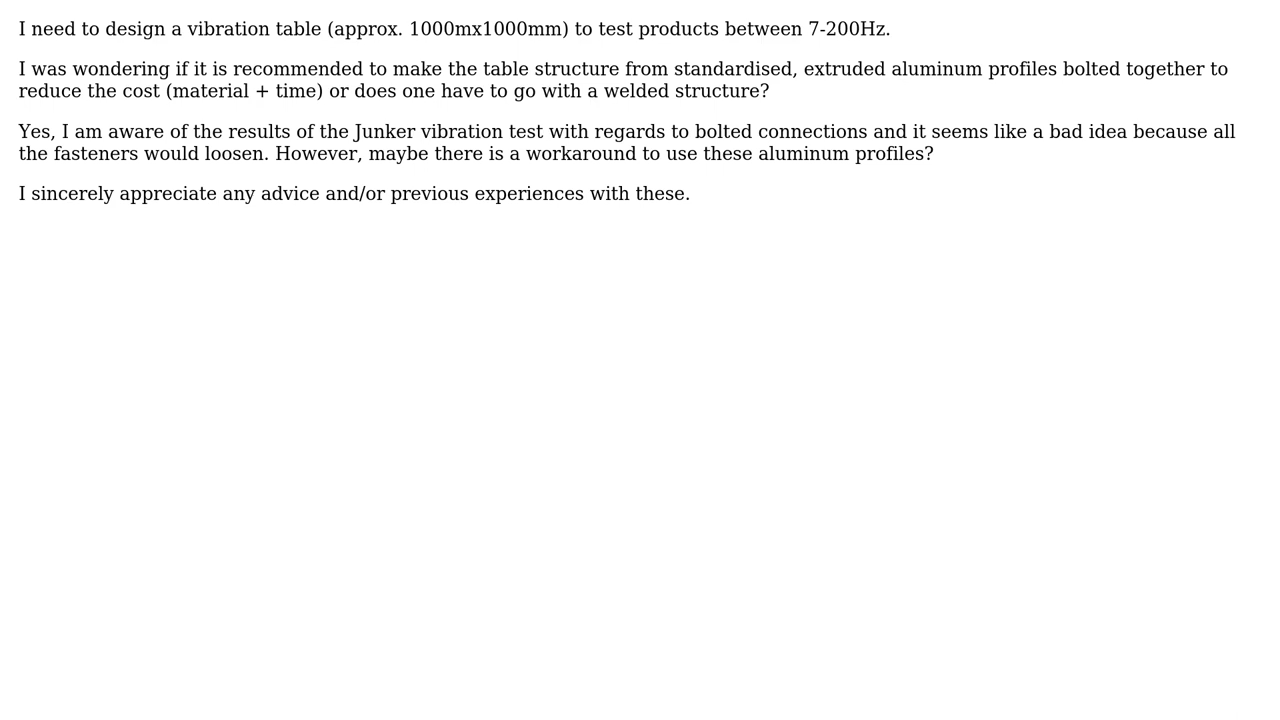 I need to design a vibration table (approx. 1000mx1000mm) to test products between 7-200Hz.
I was wondering if it is recommended to make the table structure from standardised, extruded aluminum profiles bolted together to
reduce the cost (material + time) or does one have to go with a welded structure?
Yes, I am aware of the results of the Junker vibration test with regards to bolted connections and it seems like a bad idea because all
the fasteners would loosen. However, maybe there is a workaround to use these aluminum profiles?
I sincerely appreciate any advice and/or previous experiences with these.